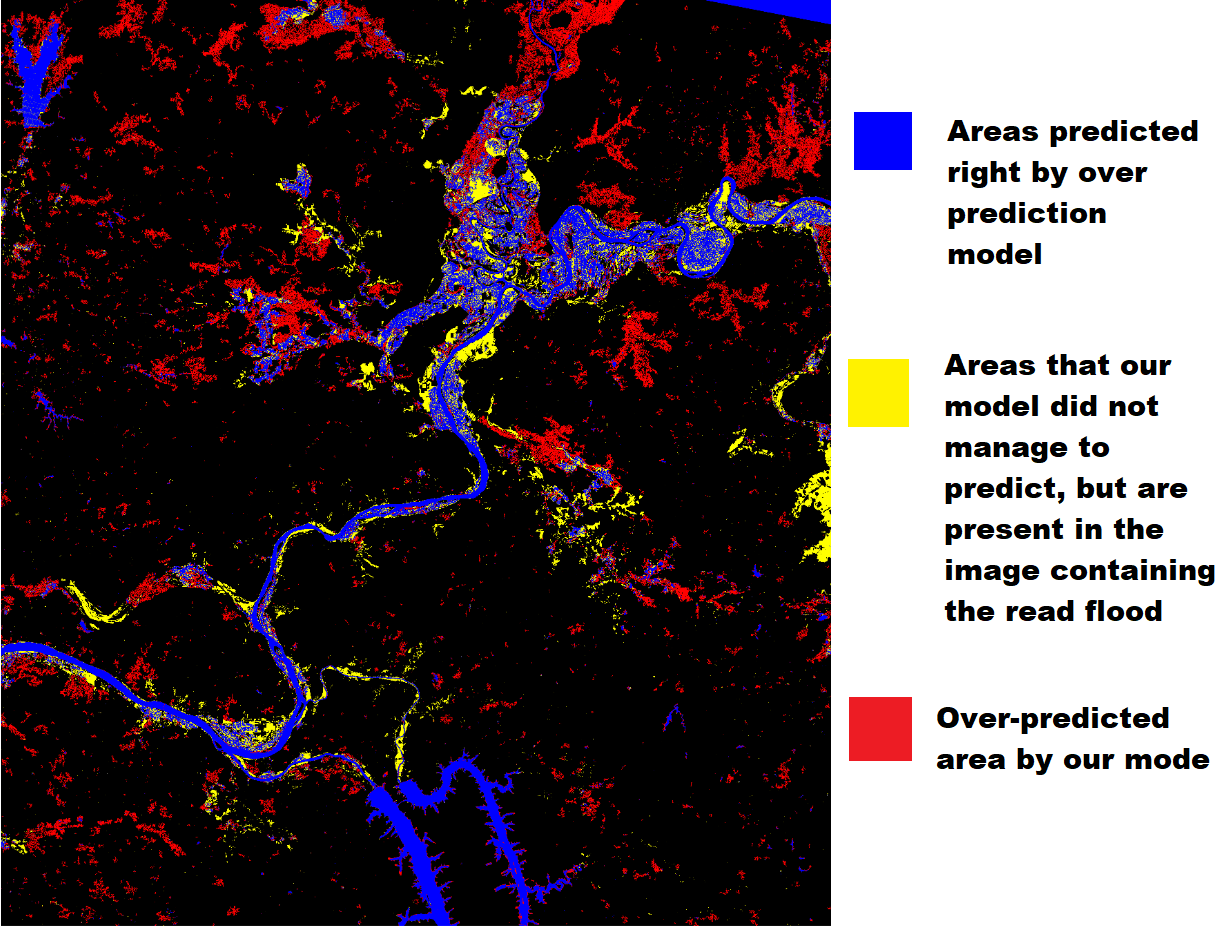 Areas predicted
right by over
prediction
model
Areas that our
model did not
manage to
predict, but are
present in the
image containing
the read flood
Over-predicted
area by our mode